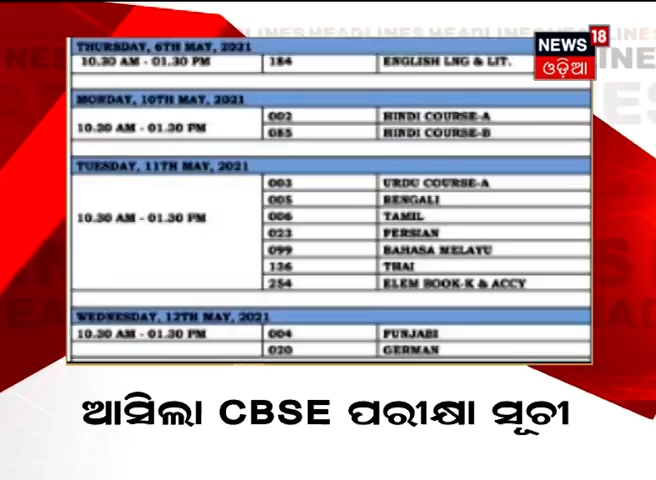 HEADLINES HEADLINES
NEWS 18
ଓଡ଼ିଆ
THURSDAY, 6TH MAY, 2021
10.30 AM - 01.30 PM 184 ENGLISH LNG & LIT.
MONDAY, 10TH MAY, 2021
10.30 AM - 01.30 PM 002 HINDI COURSE-A
085 HINDI COURSE-B
TUESDAY, 11TH MAY, 2021
10.30 AM - 01.30 PM 003 URDU COURSE-A
005 BENGALI
006 TAMIL
023 PERSIAN
099 BAHASA MELAYU
136 THAI
254 ELEM BOOK-K & ACCY
WEDNESDAY, 12TH MAY, 2021
10.30 AM - 01.30 PM 004 PUNJABI
020 GERMAN
ଆସିଲା CBSE ପରୀକ୍ଷା ସୂଚୀ